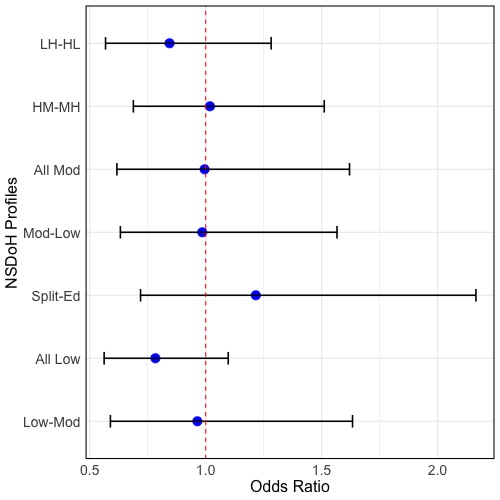 NSDoH Profiles
LH-HL
HM-MH
All Mod
Mod-Low
Split-Ed
All Low
Low-Mod
0.5 1.0 1.5 2.0
Odds Ratio